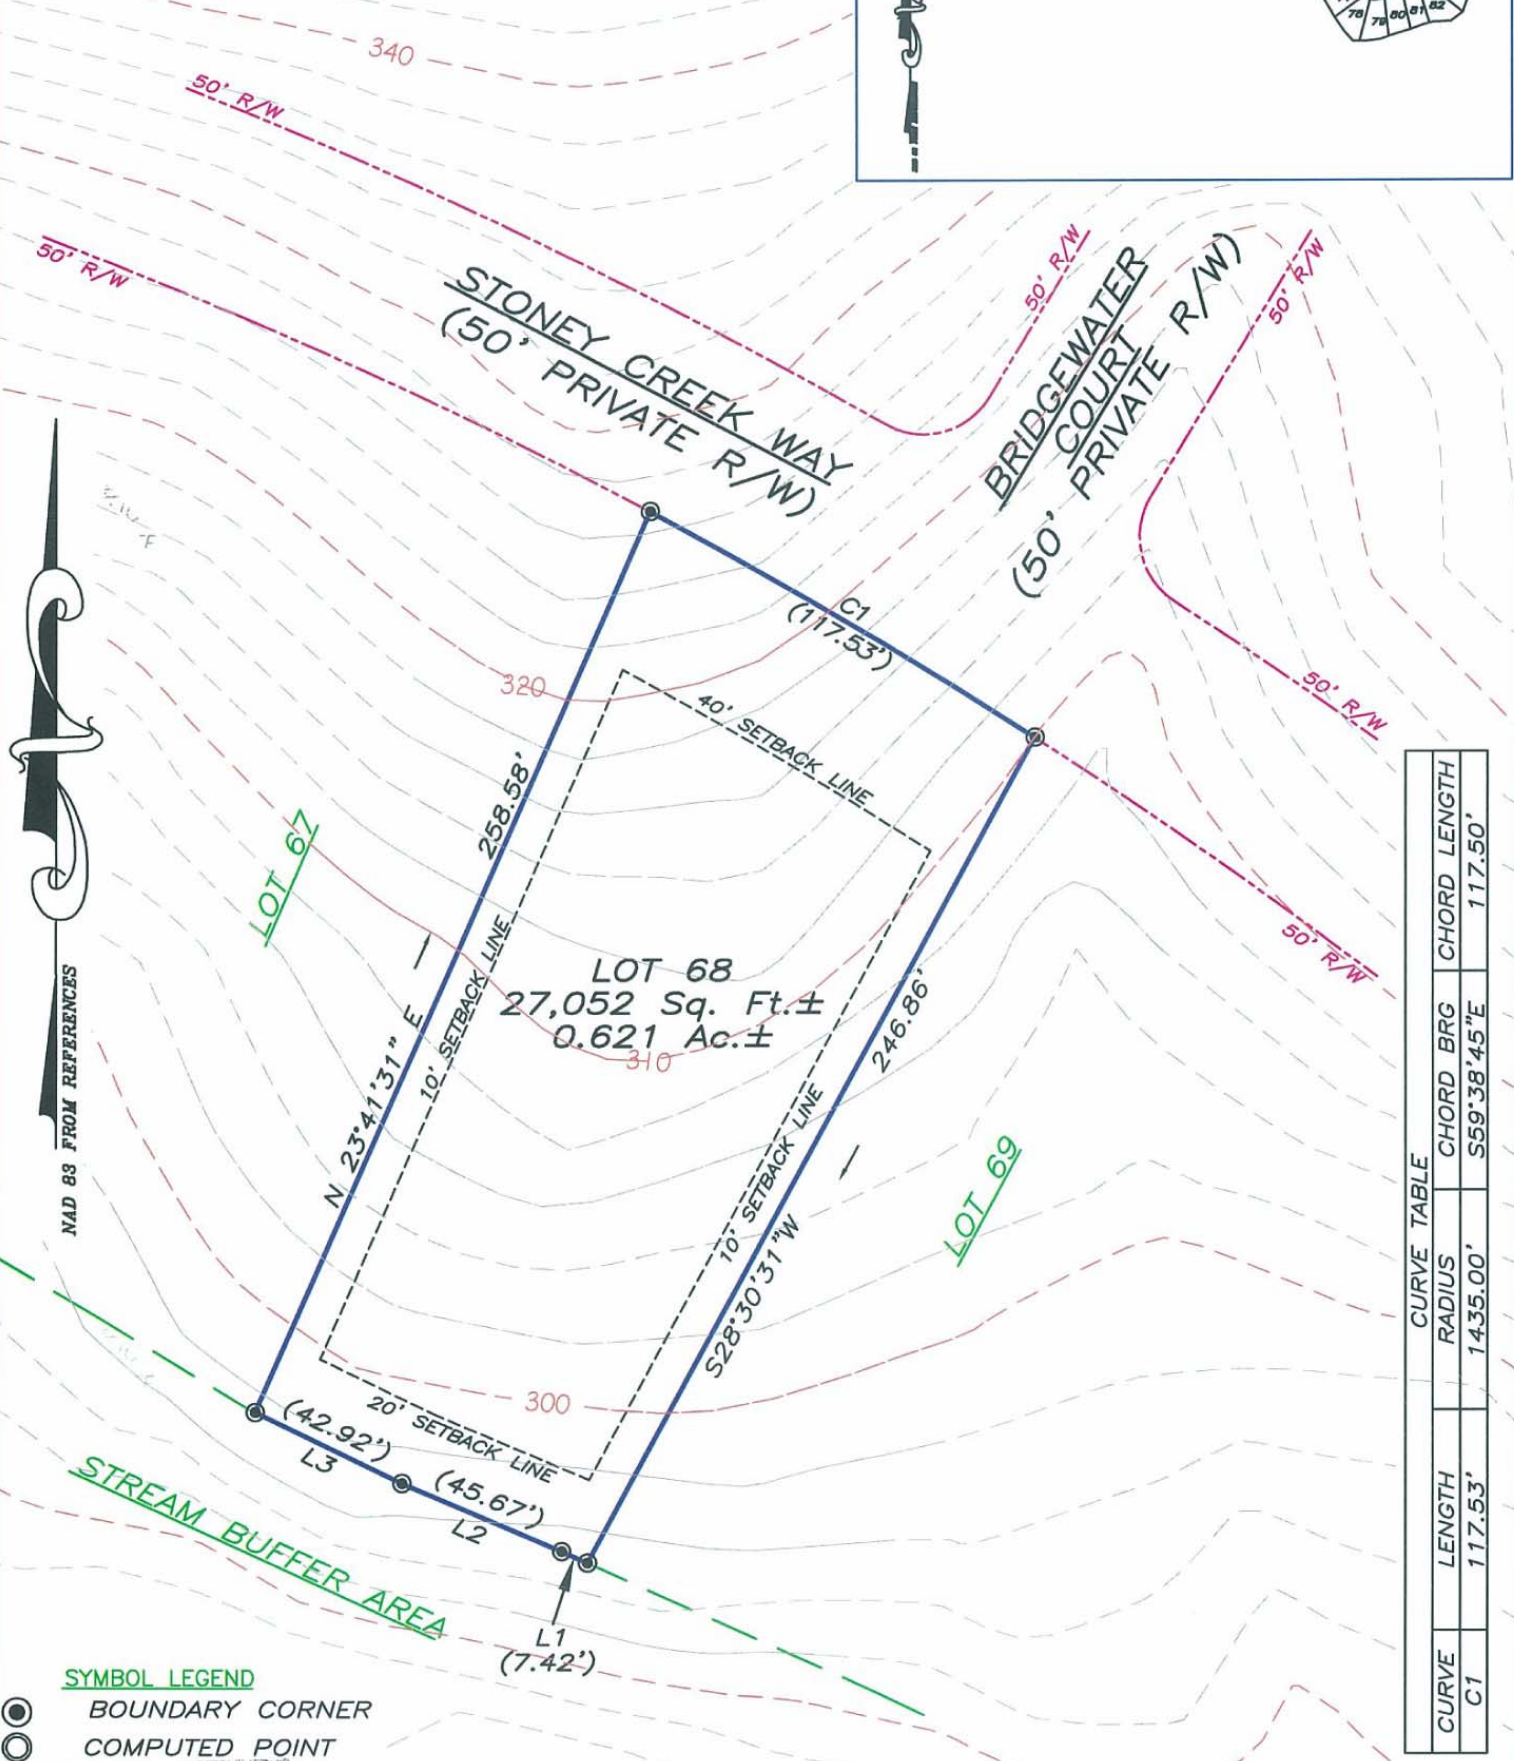 340
50' R/W
50' R/W
78 79 80 81 82
STONEY CREEK WAY
(50' PRIVATE R/W)
50' R/W
BRIDGEWATER
COURT
(50' PRIVATE R/W)
50' R/W
C1
(117.53')
320
40' SETBACK LINE
50' R/W
50' R/W
258.58'
LOT 67
10' SETBACK LINE
N 23°41'31" E
LOT 68
27,052 Sq. Ft.±
0.621 Ac.±
310
246.86'
10' SETBACK LINE
S28°30'31"W
LOT 69
NAD 83 FROM REFERENCES
300
20' SETBACK LINE
(42.92')
L3
(45.67')
L2
L1
(7.42')
STREAM BUFFER AREA
SYMBOL LEGEND
BOUNDARY CORNER
COMPUTED POINT
CURVE TABLE
CURVE LENGTH RADIUS CHORD BRG CHORD LENGTH
C1 117.53' 1435.00' S59°38'45"E 117.50'